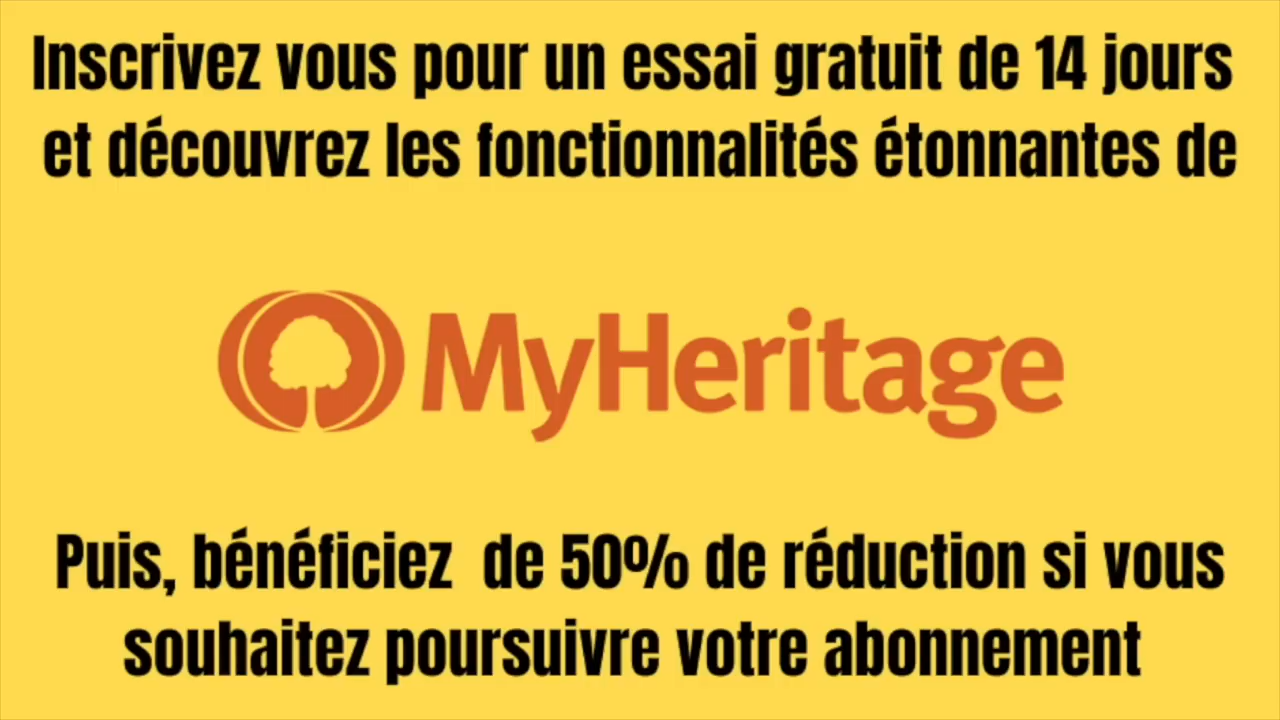 Inscrivez vous pour un essai gratuit de 14 jours
et découvrez les fonctionnalités étonnantes de
MyHeritage
Puis, bénéficiez de 50% de réduction si vous
souhaitez poursuivre votre abonnement